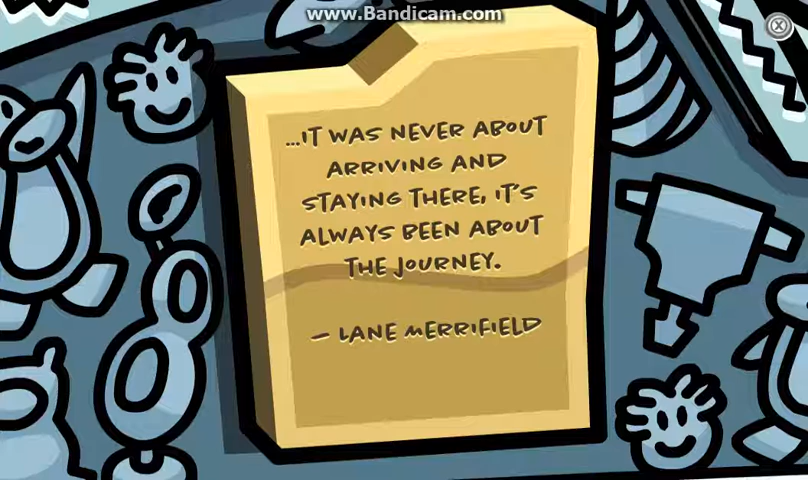 www.Bandicam.com
...IT WAS NEVER ABOUT
ARRIVING AND
STAYING THERE, IT'S
ALWAYS BEEN ABOUT
THE JOURNEY.
– LANE MERRIFIELD